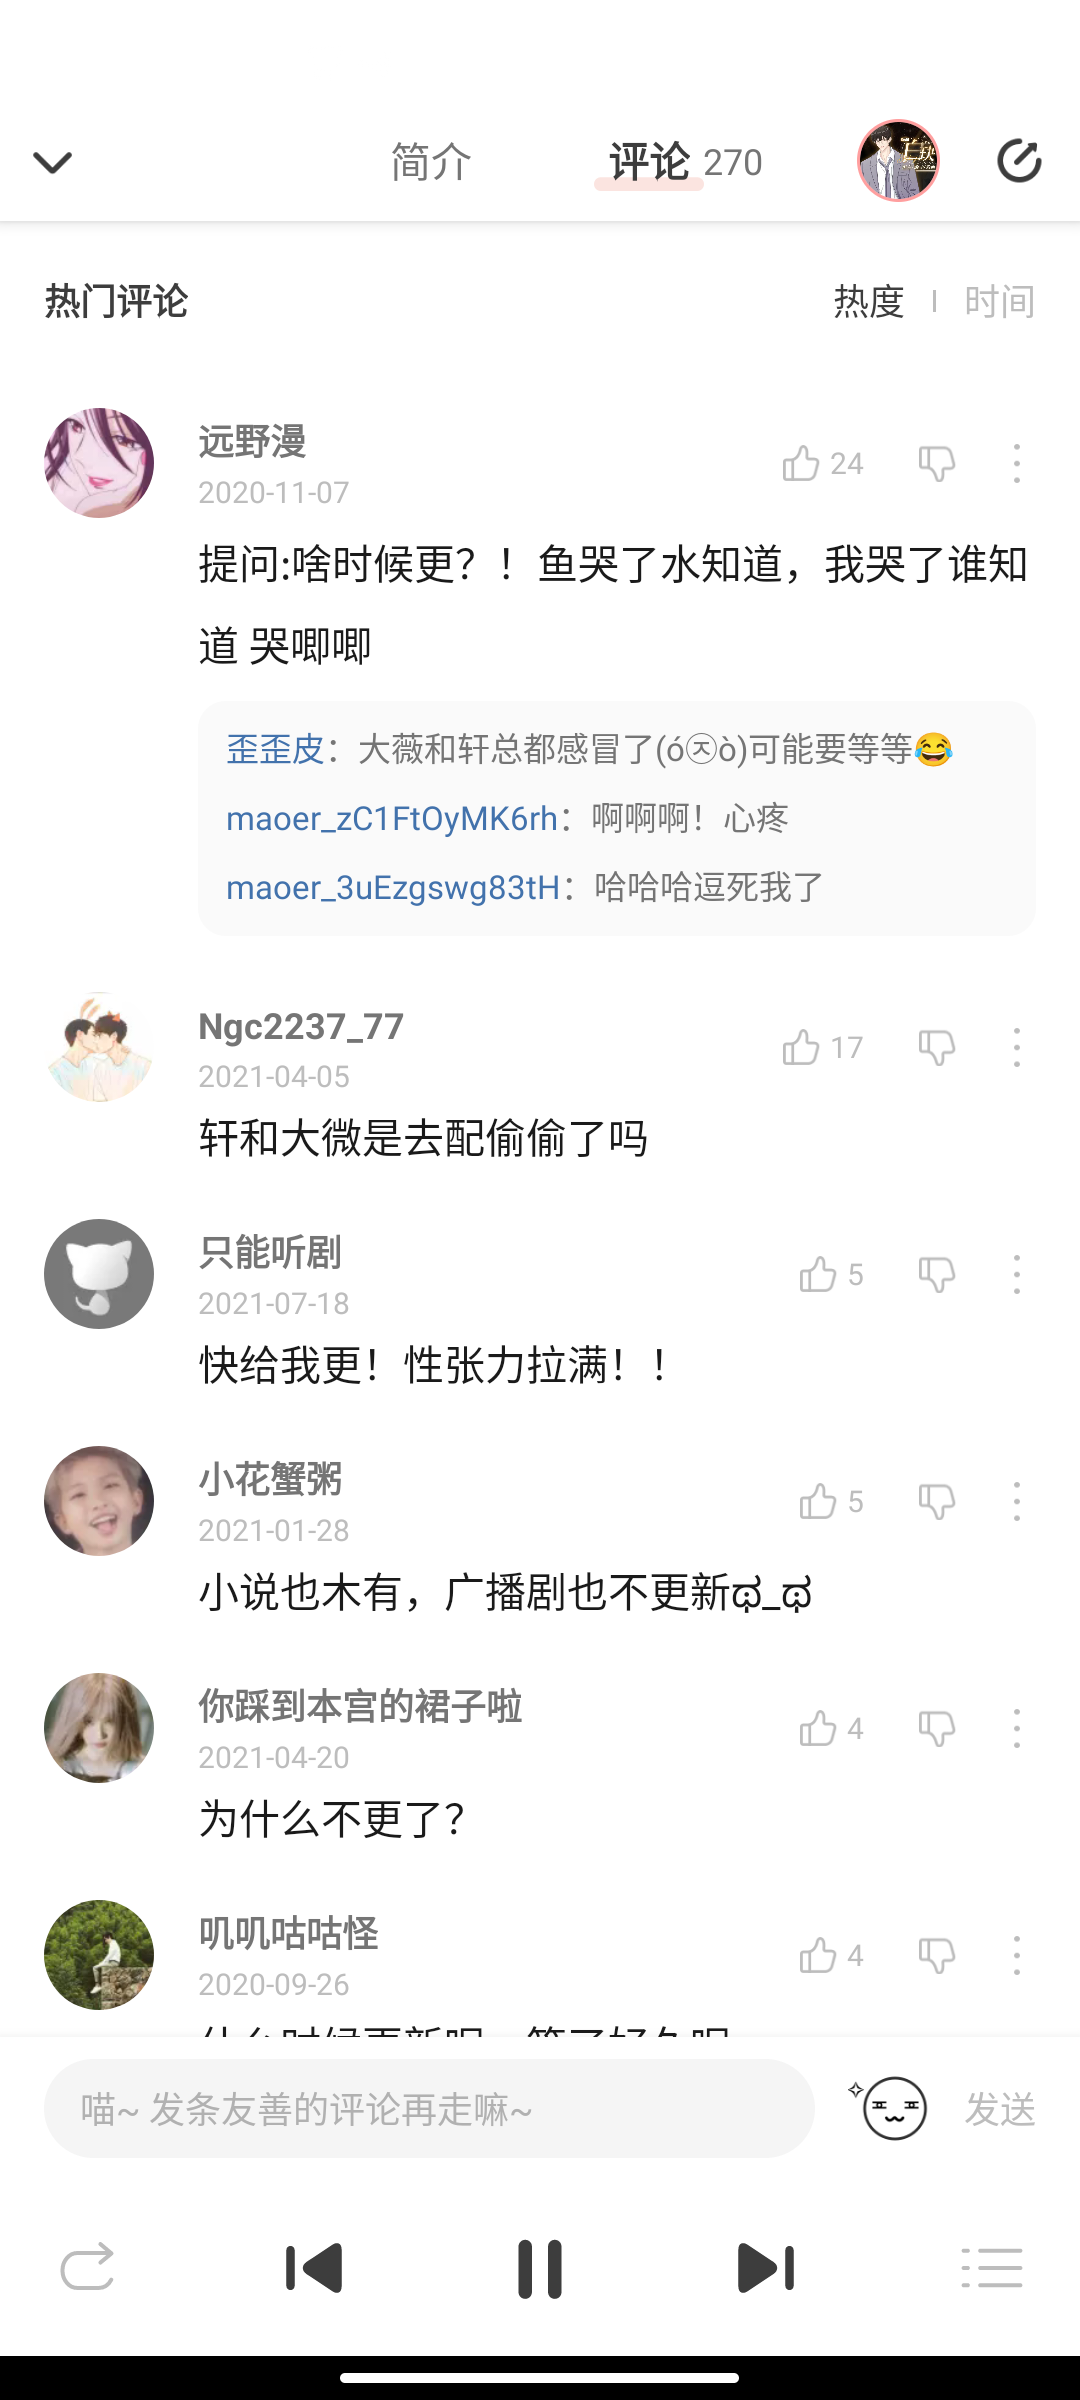 简介
评论 270
热门评论
热度 | 时间
远野漫
24
2020-11-07
提问:啥时候更？！鱼哭了水知道，我哭了谁知
道 哭唧唧
歪歪皮：大薇和轩总都感冒了(ó㉨ò)可能要等等😂
maoer_zC1FtOyMK6rh：啊啊啊！心疼
maoer_3uEzgswg83tH：哈哈哈逗死我了
Ngc2237_77
17
2021-04-05
轩和大微是去配偷偷了吗
只能听剧
5
2021-07-18
快给我更！性张力拉满！！
小花蟹粥
5
2021-01-28
小说也木有，广播剧也不更新ಥ_ಥ
你踩到本宫的裙子啦
4
2021-04-20
为什么不更了？
叽叽咕咕怪
4
2020-09-26
喵~ 发条友善的评论再走嘛~
发送